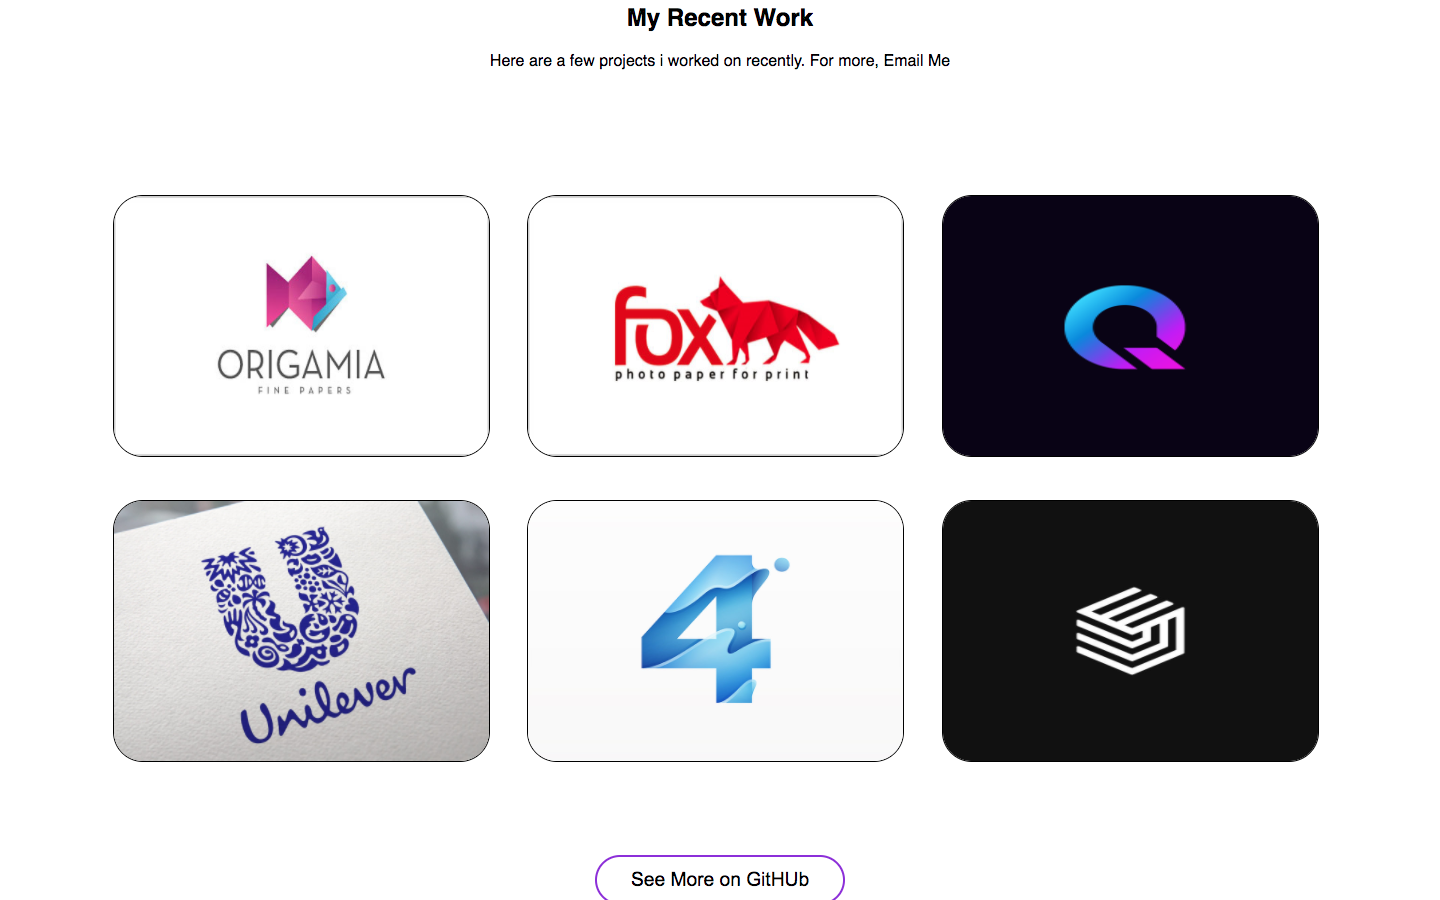 My Recent Work
Here are a few projects i worked on recently. For more, Email Me
ORIGAMIA
FINE PAPERS
fox
photo paper for print
Q
Unilever
4
See More on GitHUb